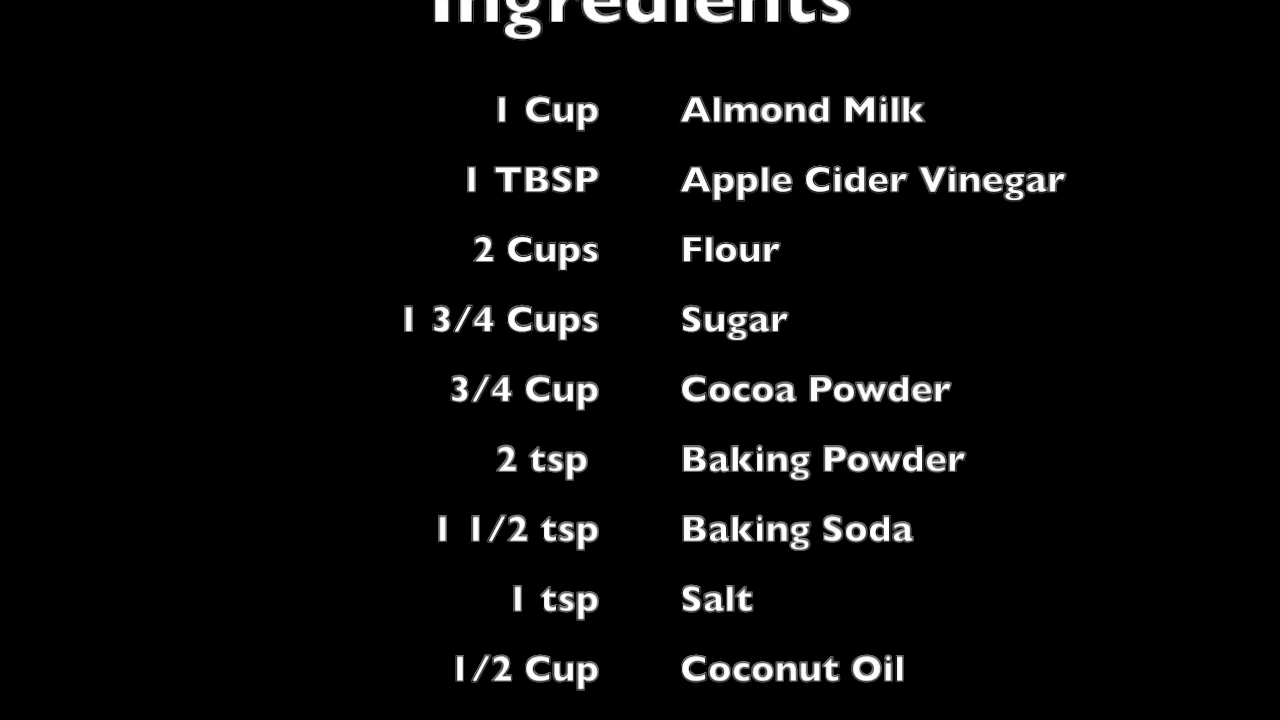 Ingredients
1 Cup Almond Milk
1 TBSP Apple Cider Vinegar
2 Cups Flour
1 3/4 Cups Sugar
3/4 Cup Cocoa Powder
2 tsp Baking Powder
1 1/2 tsp Baking Soda
1 tsp Salt
1/2 Cup Coconut Oil